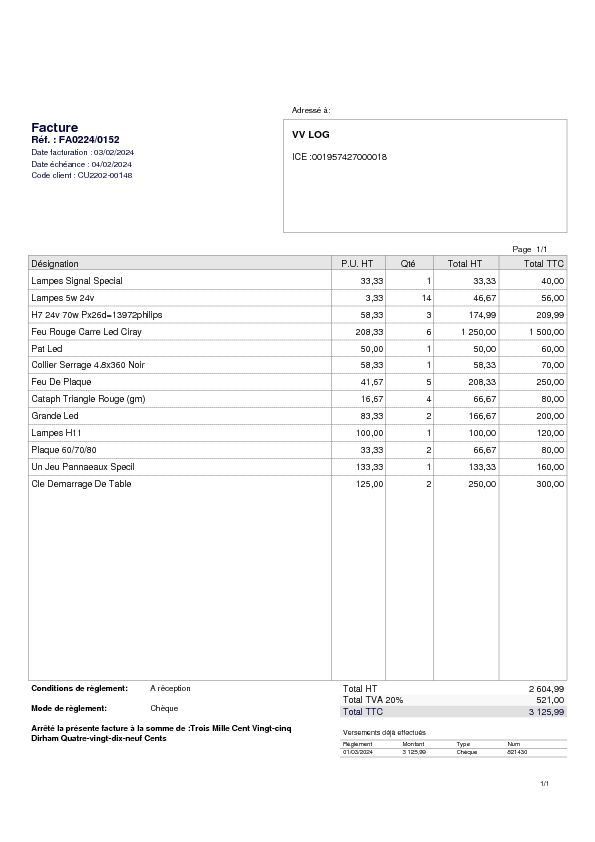 Adressé à:
Facture
Réf. : FA0224/0152
Date facturation : 03/02/2024
Date échéance : 04/02/2024
Code client : CU2202-00148
VV LOG
ICE :001957427000018
Page 1/1
Désignation P.U. HT Qté Total HT Total TTC
Lampes Signal Special 33,33 1 33,33 40,00
Lampes 5w 24v 3,33 14 46,67 56,00
H7 24v 70w Px26d=13972philips 58,33 3 174,99 209,99
Feu Rouge Carre Led Ciray 208,33 6 1 250,00 1 500,00
Pat Led 50,00 1 50,00 60,00
Collier Serrage 4.8x360 Noir 58,33 1 58,33 70,00
Feu De Plaque 41,67 5 208,33 250,00
Cataph Triangle Rouge (gm) 16,67 4 66,67 80,00
Grande Led 83,33 2 166,67 200,00
Lampes H11 100,00 1 100,00 120,00
Plaque 60/70/80 33,33 2 66,67 80,00
Un Jeu Pannaeaux Specil 133,33 1 133,33 160,00
Cle Demarrage De Table 125,00 2 250,00 300,00
Conditions de règlement: A réception
Mode de règlement: Chèque
Arrêté la présente facture à la somme de :Trois Mille Cent Vingt-cinq
Dirham Quatre-vingt-dix-neuf Cents
Total HT 2 604,99
Total TVA 20% 521,00
Total TTC 3 125,99
Versements déjà effectués
Règlement Montant Type Num
01/03/2024 3 125,99 Chèque 821430
1/1